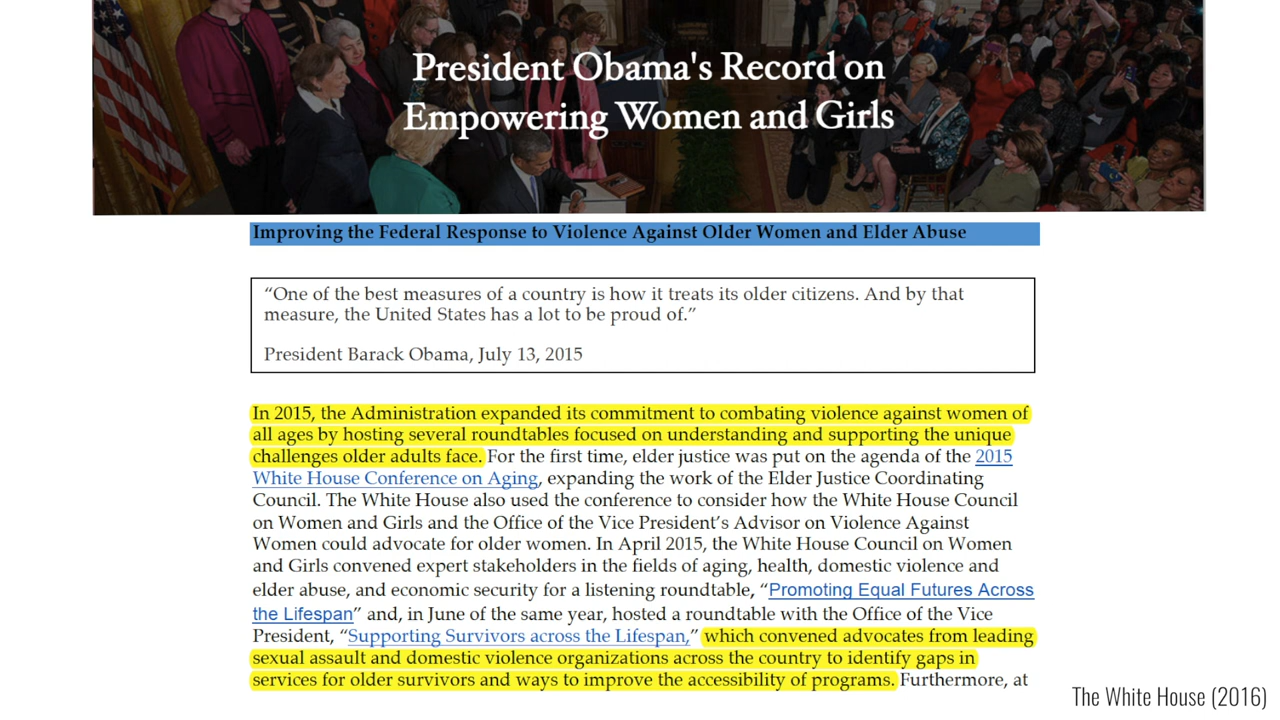 President Obama's Record on
Empowering Women and Girls
Improving the Federal Response to Violence Against Older Women and Elder Abuse
“One of the best measures of a country is how it treats its older citizens. And by that
measure, the United States has a lot to be proud of.”
President Barack Obama, July 13, 2015
In 2015, the Administration expanded its commitment to combating violence against women of
all ages by hosting several roundtables focused on understanding and supporting the unique
challenges older adults face. For the first time, elder justice was put on the agenda of the 2015
White House Conference on Aging, expanding the work of the Elder Justice Coordinating
Council. The White House also used the conference to consider how the White House Council
on Women and Girls and the Office of the Vice President’s Advisor on Violence Against
Women could advocate for older women. In April 2015, the White House Council on Women
and Girls convened expert stakeholders in the fields of aging, health, domestic violence and
elder abuse, and economic security for a listening roundtable, “Promoting Equal Futures Across
the Lifespan” and, in June of the same year, hosted a roundtable with the Office of the Vice
President, “Supporting Survivors across the Lifespan,” which convened advocates from leading
sexual assault and domestic violence organizations across the country to identify gaps in
services for older survivors and ways to improve the accessibility of programs. Furthermore, at
The White House (2016)